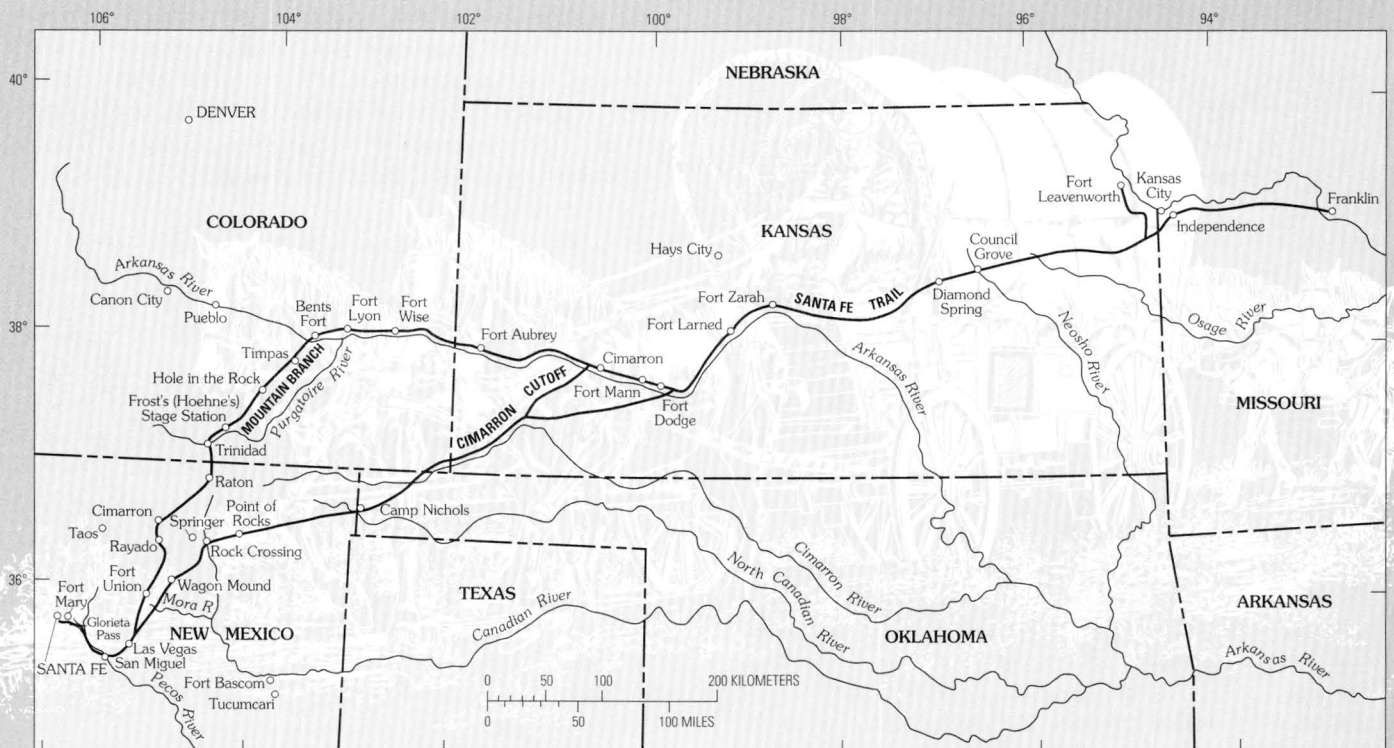 106°
104°
102°
100°
98°
96°
94°
40°
38°
36°
NEBRASKA
DENVER
COLORADO
KANSAS
Hays City
Fort
Leavenworth
Kansas
City
Franklin
Independence
Council
Grove
Diamond
Spring
SANTA FE TRAIL
Fort Zarah
Fort Larned
Osage River
Neosho River
Arkansas River
MISSOURI
Arkansas River
Canon City
Pueblo
Bents
Fort
Fort
Lyon
Fort
Wise
Fort Aubrey
Cimarron
Fort Mann
Fort
Dodge
CIMARRON CUTOFF
Timpas
Hole in the Rock
Frost's (Hoehne's)
Stage Station
MOUNTAIN BRANCH
Purgatoire River
Trinidad
Raton
Cimarron
Taos
Springer
Point of
Rocks
Camp Nichols
Rayado
Rock Crossing
Fort
Union
Wagon Mound
Fort
Mary
Mora R
Glorieta
Pass
NEW MEXICO
Las Vegas
San Miguel
SANTA FE
Pecos
River
Fort Bascom
Tucumcari
TEXAS
Canadian River
Cimarron River
North Canadian
River
OKLAHOMA
ARKANSAS
Arkansas River
0 50 100 200 KILOMETERS
0 50 100 MILES